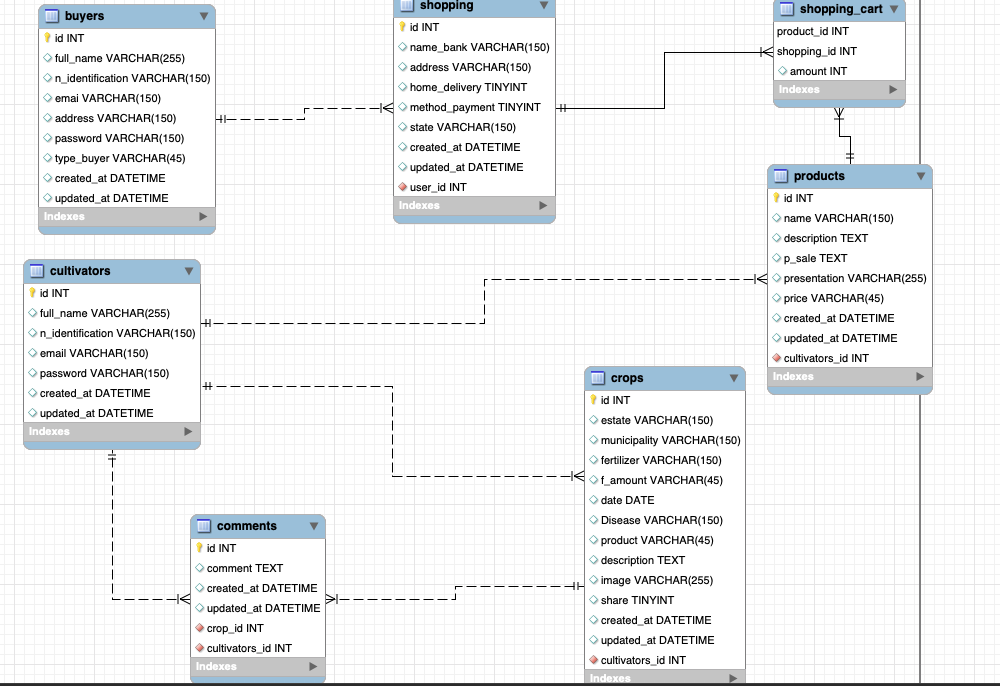 buyers
id INT
full_name VARCHAR(255)
n_identification VARCHAR(150)
emai VARCHAR(150)
address VARCHAR(150)
password VARCHAR(150)
type_buyer VARCHAR(45)
created_at DATETIME
updated_at DATETIME
Indexes
shopping
id INT
name_bank VARCHAR(150)
address VARCHAR(150)
home_delivery TINYINT
method_payment TINYINT
state VARCHAR(150)
created_at DATETIME
updated_at DATETIME
user_id INT
Indexes
shopping_cart
product_id INT
shopping_id INT
amount INT
Indexes
products
id INT
name VARCHAR(150)
description TEXT
p_sale TEXT
presentation VARCHAR(255)
price VARCHAR(45)
created_at DATETIME
updated_at DATETIME
cultivators_id INT
Indexes
cultivators
id INT
full_name VARCHAR(255)
n_identification VARCHAR(150)
email VARCHAR(150)
password VARCHAR(150)
created_at DATETIME
updated_at DATETIME
Indexes
crops
id INT
estate VARCHAR(150)
municipality VARCHAR(150)
fertilizer VARCHAR(150)
f_amount VARCHAR(45)
date DATE
Disease VARCHAR(150)
product VARCHAR(45)
description TEXT
image VARCHAR(255)
share TINYINT
created_at DATETIME
updated_at DATETIME
cultivators_id INT
Indexes
comments
id INT
comment TEXT
created_at DATETIME
updated_at DATETIME
crop_id INT
cultivators_id INT
Indexes